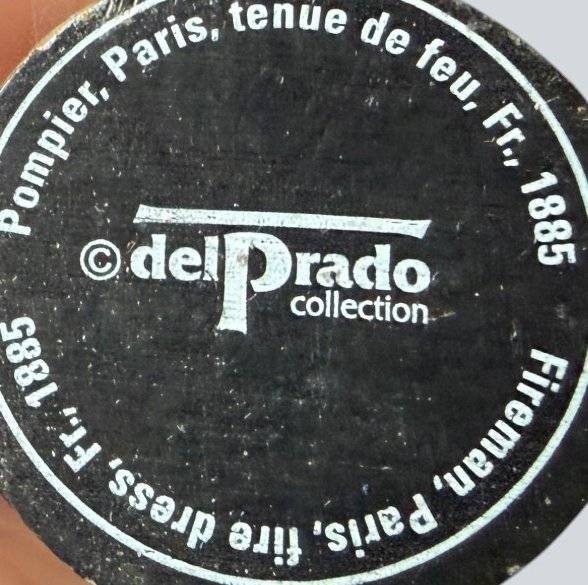 Pompier, Paris, tenue de feu, Fr., 1885
© delPrado
collection
Fireman, Paris, fire dress, Fr., 1885